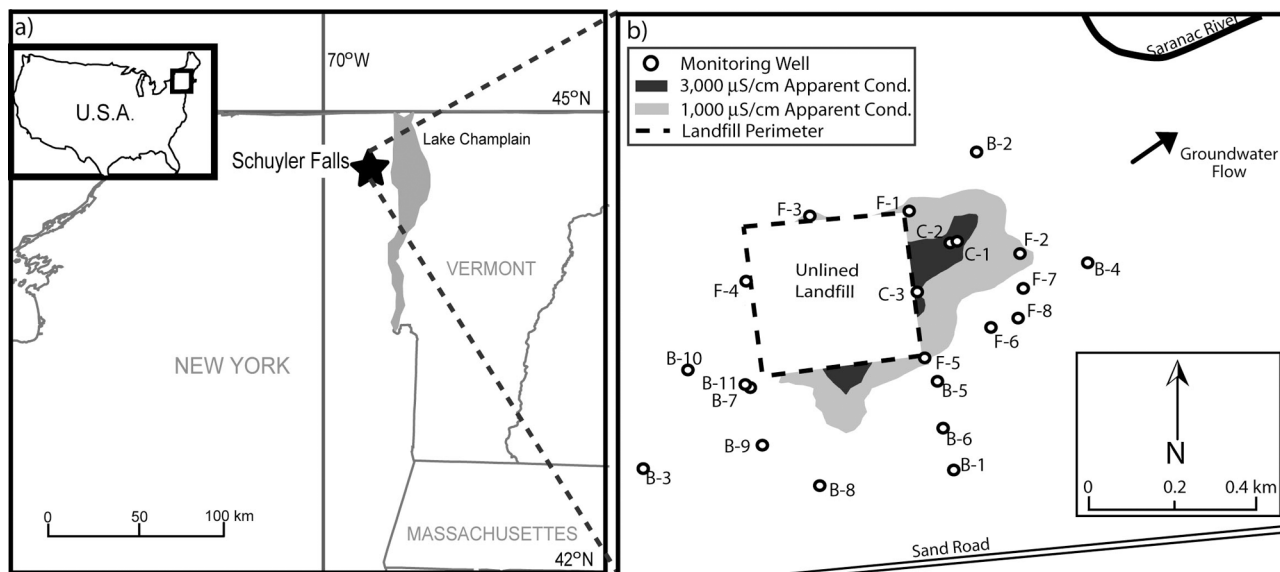 a)
70°W
45°N
U.S.A.
Lake Champlain
Schuyler Falls
VERMONT
NEW YORK
MASSACHUSETTES
42°N
0 50 100 km
b)
Monitoring Well
3,000 µS/cm Apparent Cond.
1,000 µS/cm Apparent Cond.
Landfill Perimeter
Saranac River
Groundwater
Flow
B-2
F-3
F-1
C-2
C-1
F-2
B-4
Unlined
Landfill
F-4
C-3
F-7
F-8
F-6
B-10
F-5
B-11
B-7
B-5
B-6
B-9
B-1
B-3
B-8
N
0 0.2 0.4 km
Sand Road